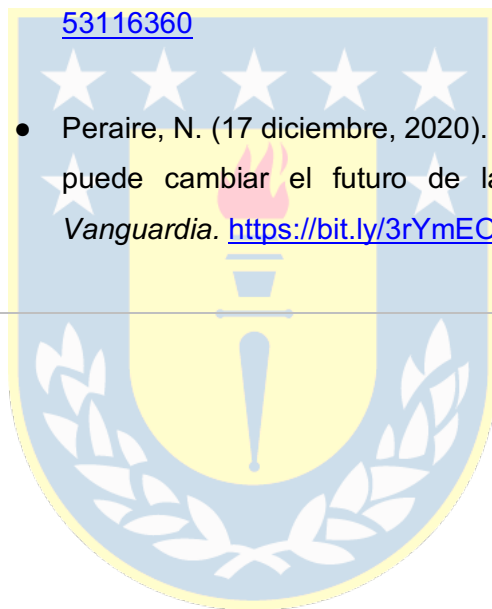 53116360
● Peraire, N. (17 diciembre, 2020).
puede cambiar el futuro de la
Vanguardia. https://bit.ly/3rYmEC